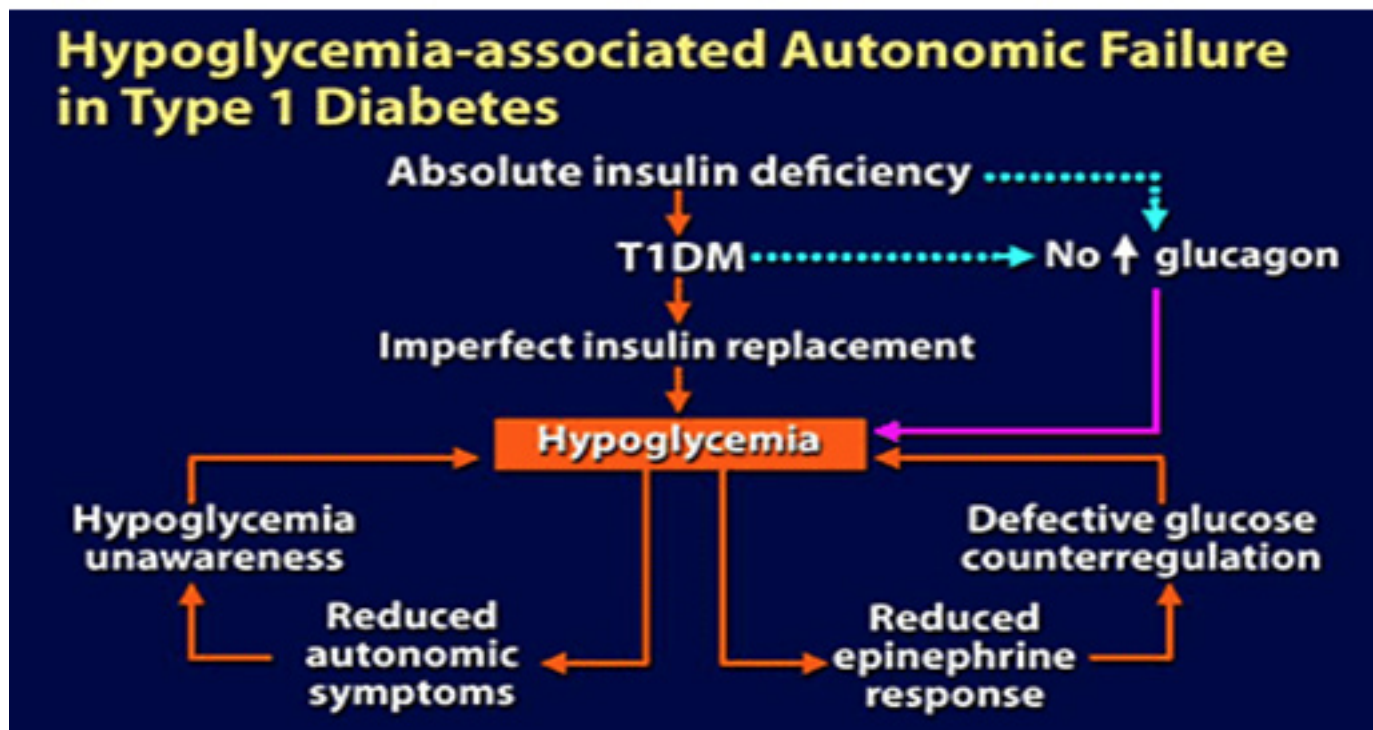 Hypoglycemia-associated Autonomic Failure
in Type 1 Diabetes
Absolute insulin deficiency
T1DM
No ↑ glucagon
Imperfect insulin replacement
Hypoglycemia
Hypoglycemia
unawareness
Defective glucose
counterregulation
Reduced
autonomic
symptoms
Reduced
epinephrine
response